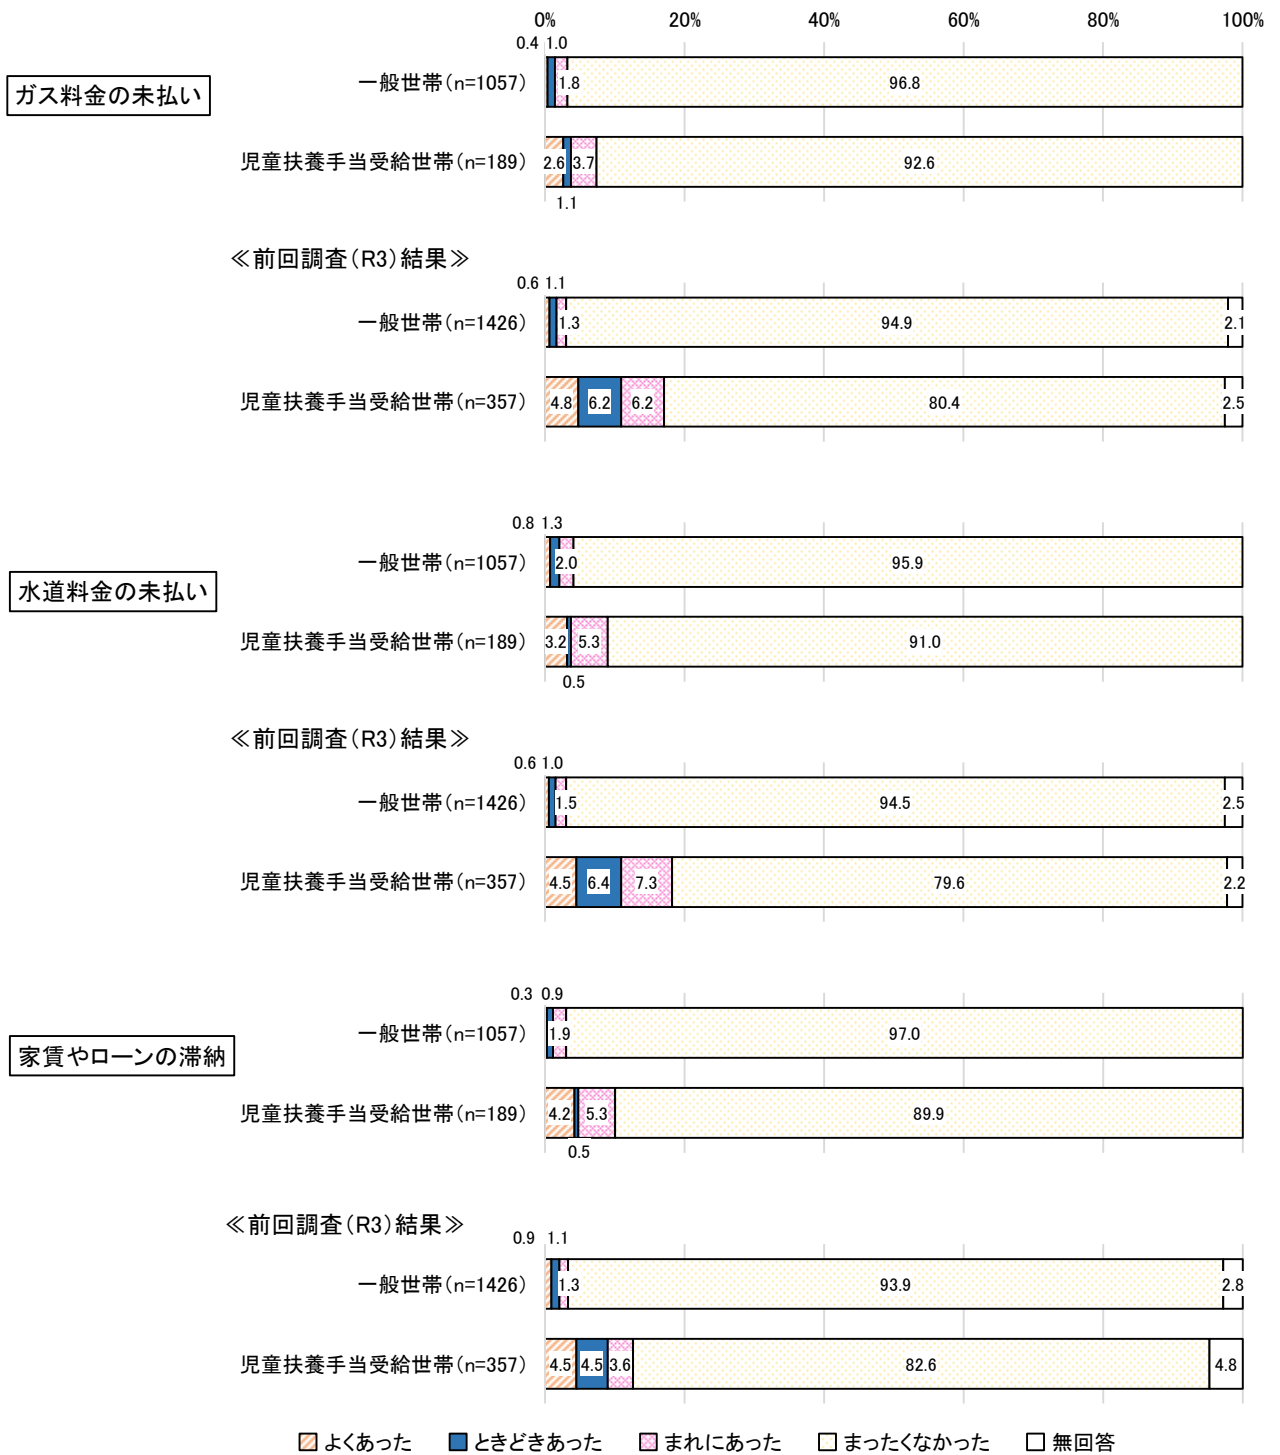 0% 20% 40% 60% 80% 100%
ガス料金の未払い
0.4 1.0
一般世帯(n=1057) 1.8 96.8
児童扶養手当受給世帯(n=189) 2.6 3.7 92.6
1.1
≪前回調査(R3)結果≫
0.6 1.1
一般世帯(n=1426) 1.3 94.9 2.1
児童扶養手当受給世帯(n=357) 4.8 6.2 6.2 80.4 2.5
水道料金の未払い
0.8 1.3
一般世帯(n=1057) 2.0 95.9
児童扶養手当受給世帯(n=189) 3.2 5.3 91.0
0.5
≪前回調査(R3)結果≫
0.6 1.0
一般世帯(n=1426) 1.5 94.5 2.5
児童扶養手当受給世帯(n=357) 4.5 6.4 7.3 79.6 2.2
家賃やローンの滞納
0.3 0.9
一般世帯(n=1057) 1.9 97.0
児童扶養手当受給世帯(n=189) 4.2 5.3 89.9
0.5
≪前回調査(R3)結果≫
0.9 1.1
一般世帯(n=1426) 1.3 93.9 2.8
児童扶養手当受給世帯(n=357) 4.5 4.5 3.6 82.6 4.8
よくあった ときどきあった まれにあった まったくなかった 無回答